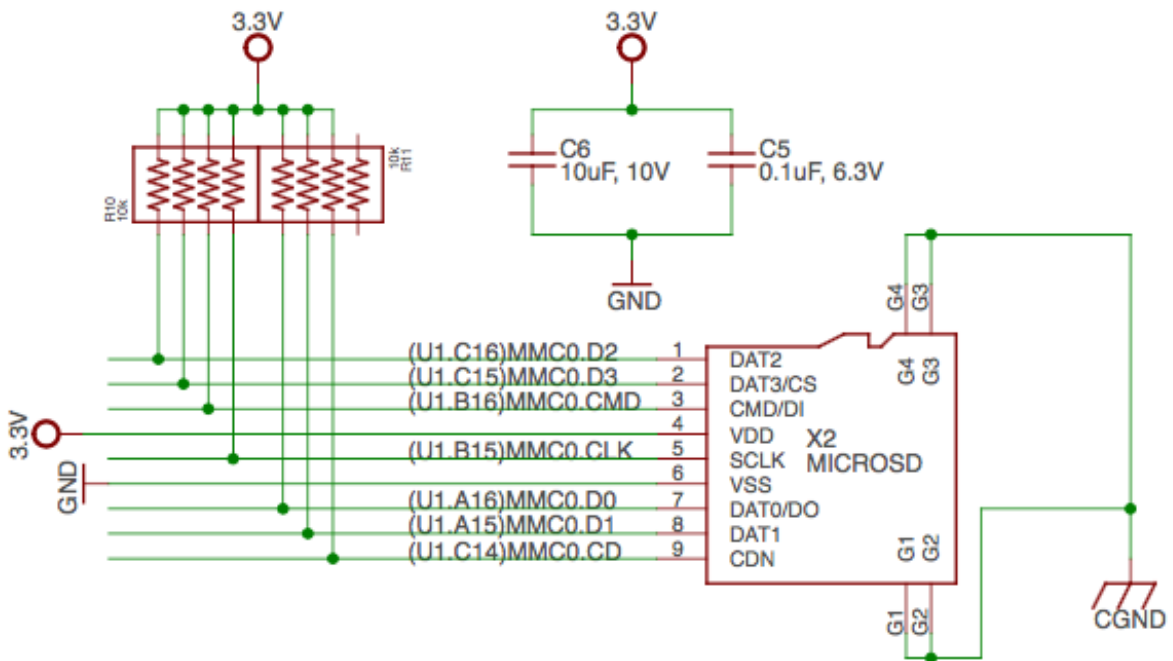 3.3V
3.3V
10k
R11
R10
10k
C6
10uF, 10V
C5
0.1uF, 6.3V
GND
G4
G3
G4
G3
(U1.C16)MMC0.D2
1
DAT2
(U1.C15)MMC0.D3
2
DAT3/CS
(U1.B16)MMC0.CMD
3
CMD/DI
3.3V
4
VDD
X2
MICROSD
(U1.B15)MMC0.CLK
5
SCLK
GND
6
VSS
(U1.A16)MMC0.D0
7
DAT0/DO
(U1.A15)MMC0.D1
8
DAT1
(U1.C14)MMC0.CD
9
CDN
G1
G2
G1
G2
CGND